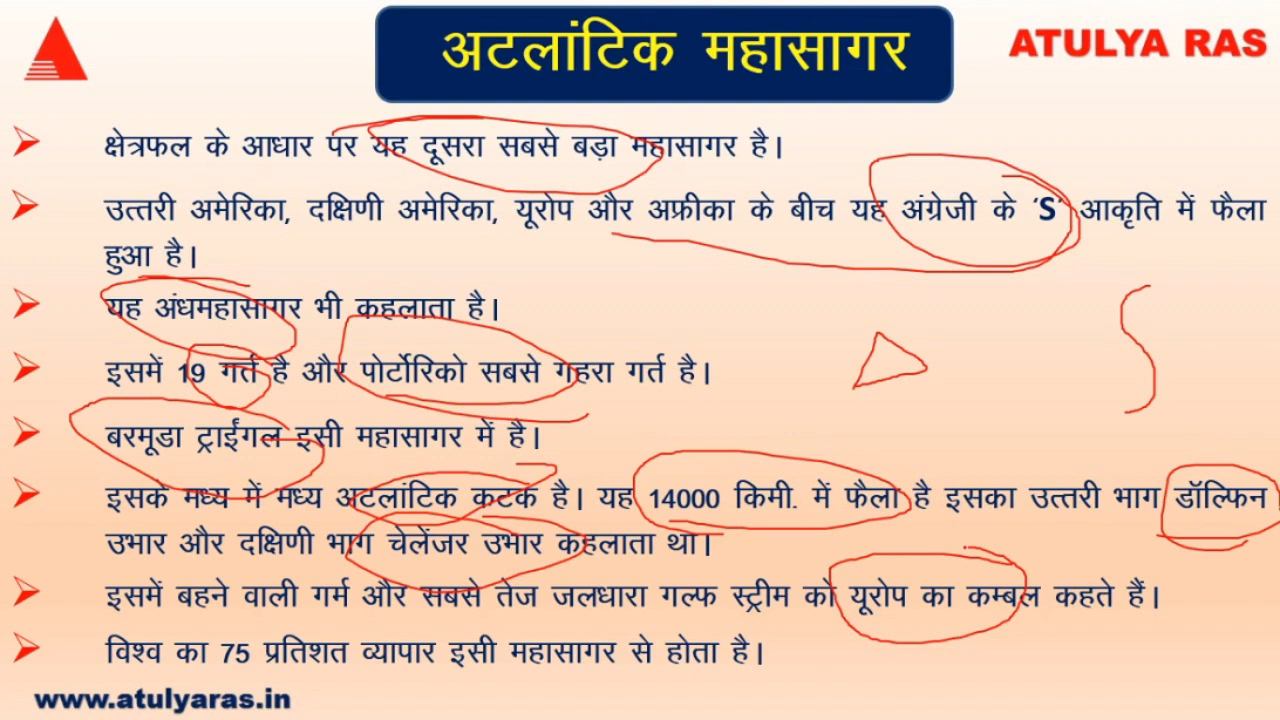 अटलांटिक महासागर
ATULYA RAS
क्षेत्रफल के आधार पर यह दूसरा सबसे बड़ा महासागर है।
उत्तरी अमेरिका, दक्षिणी अमेरिका, यूरोप और अफ्रीका के बीच यह अंग्रेजी के 'S' आकृति में फैला
हुआ है।
यह अंधमहासागर भी कहलाता है।
इसमें 19 गर्त है और पोर्टोरिको सबसे गहरा गर्त है।
बरमूडा ट्राईंगल इसी महासागर में है।
इसके मध्य में मध्य अटलांटिक कटक है। यह 14000 किमी. में फैला है इसका उत्तरी भाग डॉल्फिन
उभार और दक्षिणी भाग चेलेंजर उभार कहलाता था।
इसमें बहने वाली गर्म और सबसे तेज जलधारा गल्फ स्ट्रीम को यूरोप का कम्बल कहते हैं।
विश्व का 75 प्रतिशत व्यापार इसी महासागर से होता है।
www.atulyaras.in